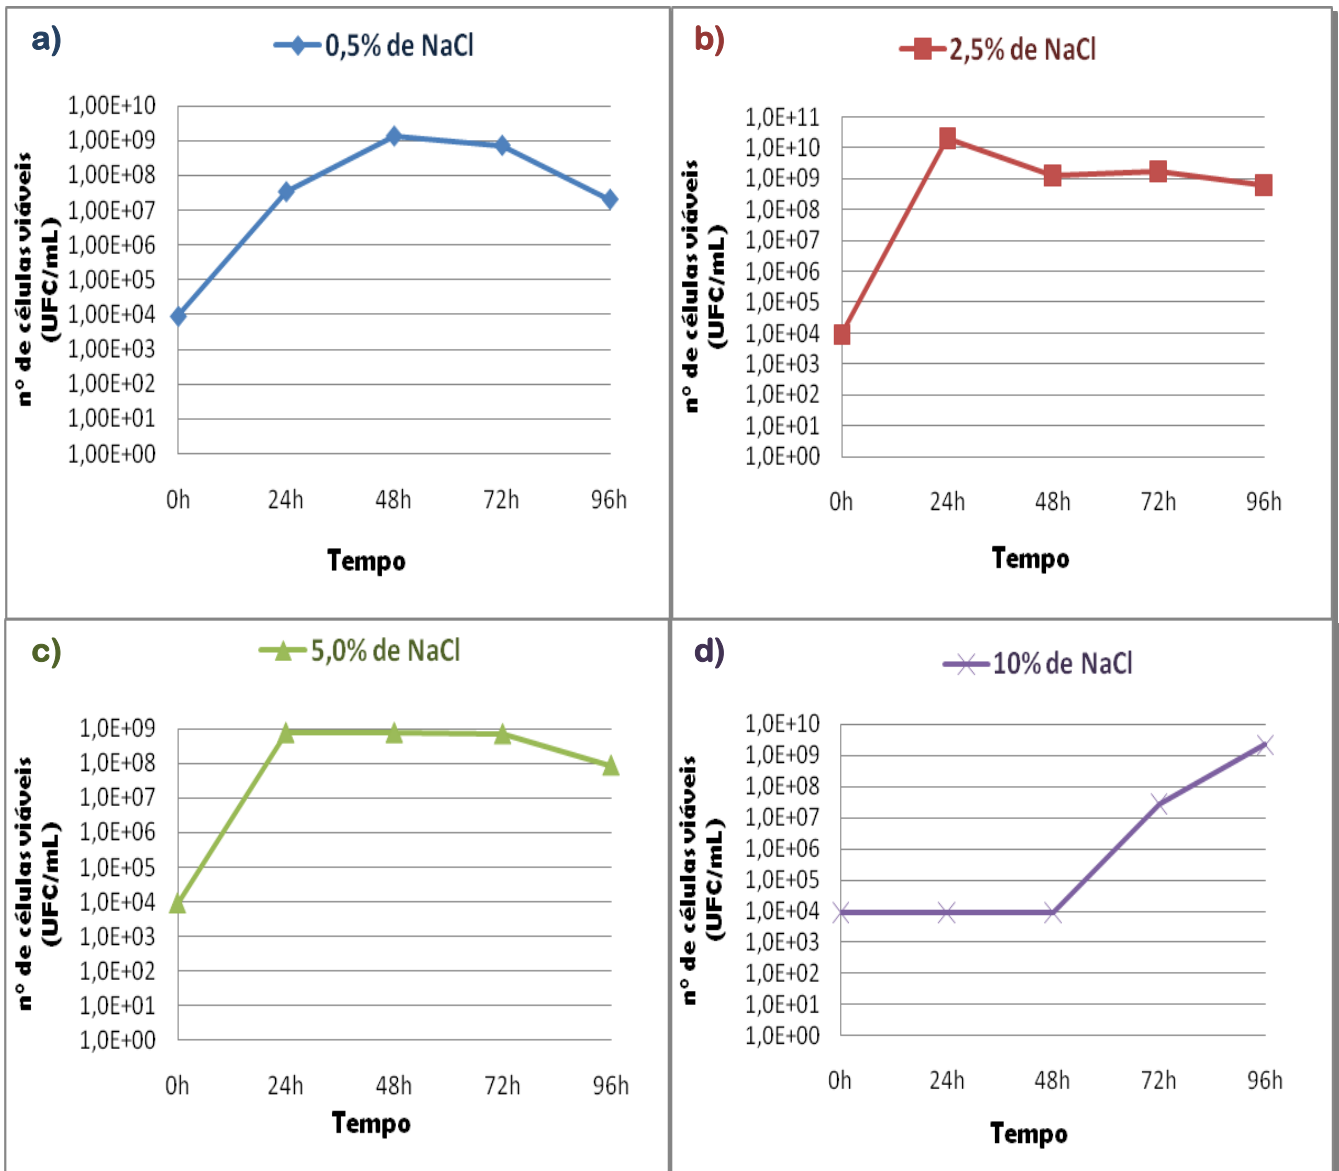 a)
0,5% de NaCl
1,00E+10
1,00E+09
1,00E+08
1,00E+07
1,00E+06
1,00E+05
1,00E+04
1,00E+03
1,00E+02
1,00E+01
1,00E+00
n° de células viáveis
(UFC/mL)
0h 24h 48h 72h 96h
Tempo
b)
2,5% de NaCl
1,0E+11
1,0E+10
1,0E+09
1,0E+08
1,0E+07
1,0E+06
1,0E+05
1,0E+04
1,0E+03
1,0E+02
1,0E+01
1,0E+00
n° de células viáveis
(UFC/mL)
0h 24h 48h 72h 96h
Tempo
c)
5,0% de NaCl
1,0E+09
1,0E+08
1,0E+07
1,0E+06
1,0E+05
1,0E+04
1,0E+03
1,0E+02
1,0E+01
1,0E+00
n° de células viáveis
(UFC/mL)
0h 24h 48h 72h 96h
Tempo
d)
10% de NaCl
1,0E+10
1,0E+09
1,0E+08
1,0E+07
1,0E+06
1,0E+05
1,0E+04
1,0E+03
1,0E+02
1,0E+01
1,0E+00
n° de células viáveis
(UFC/mL)
0h 24h 48h 72h 96h
Tempo